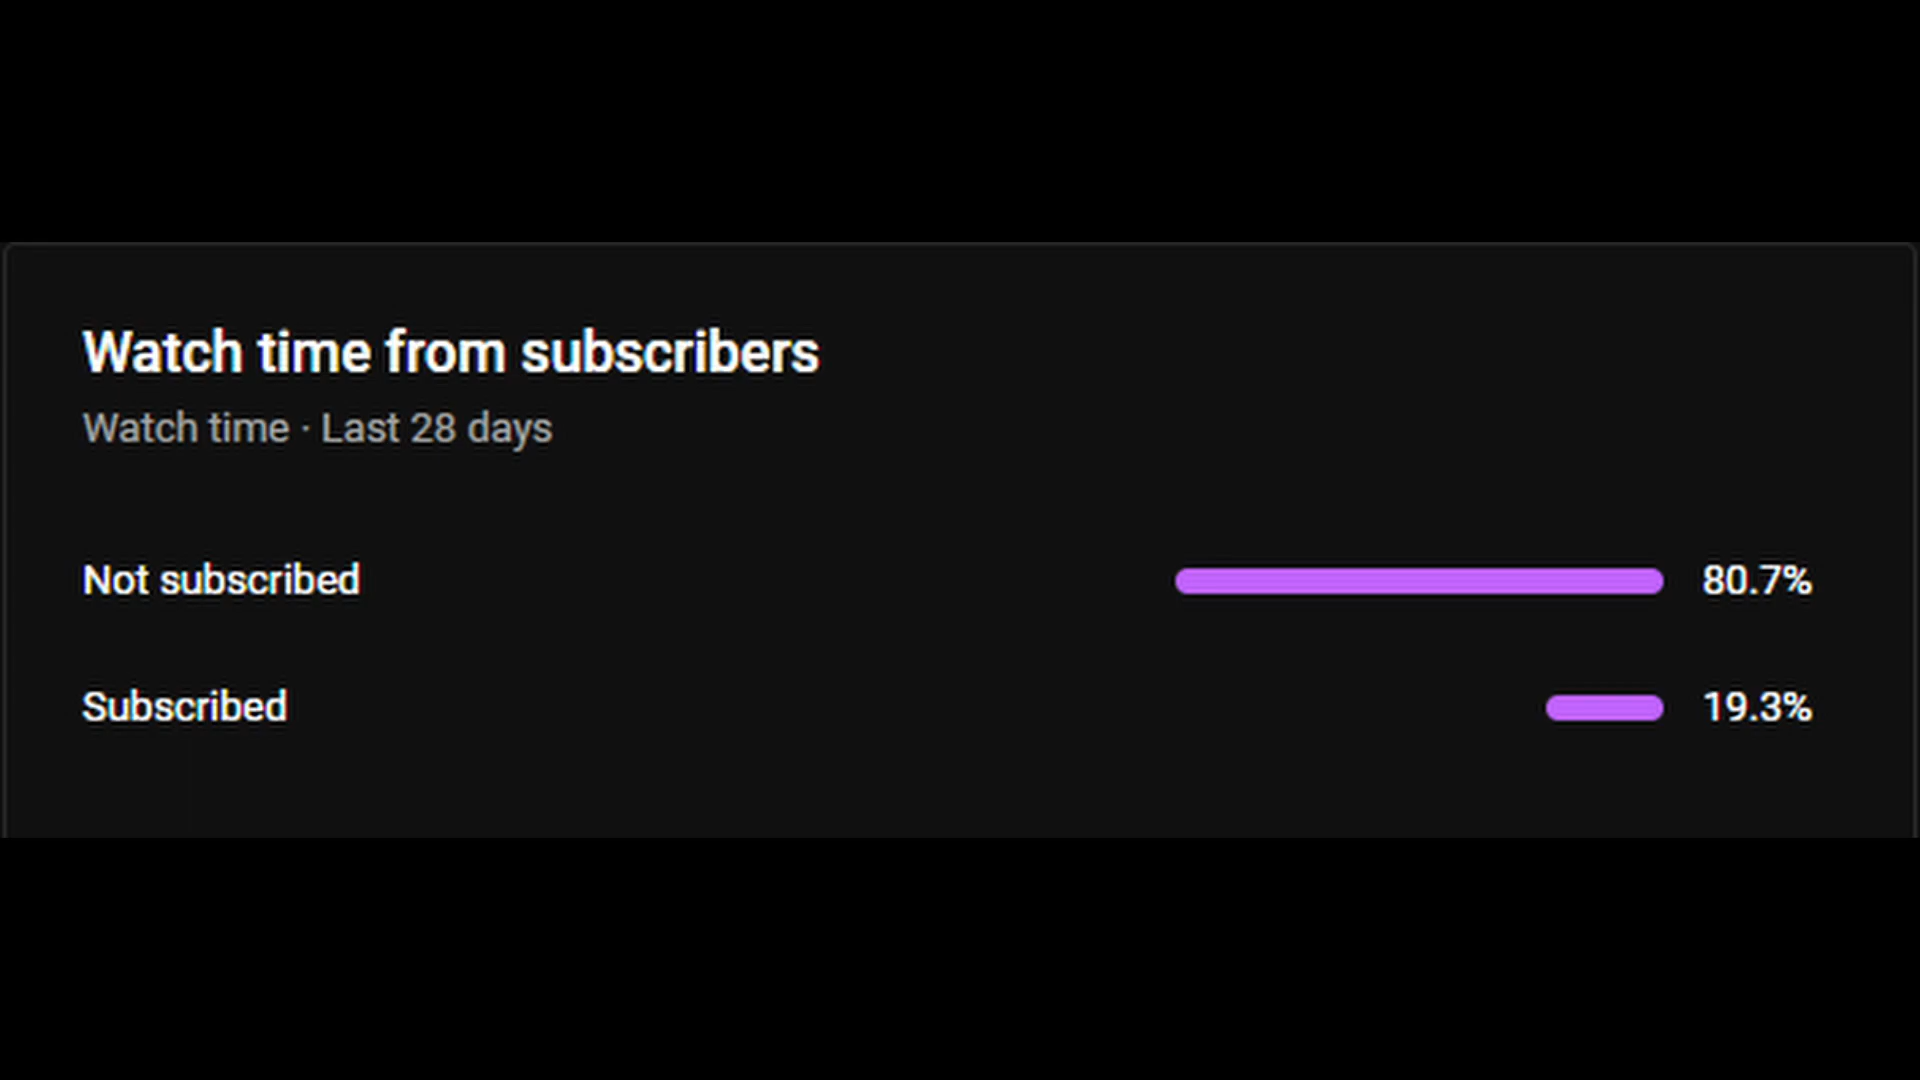 Watch time from subscribers
Watch time · Last 28 days
Not subscribed 80.7%
Subscribed 19.3%